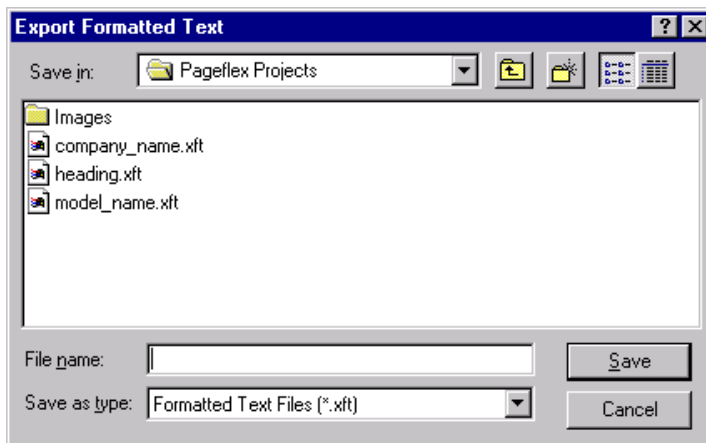 Export Formatted Text
Save in: Pageflex Projects
Images
company_name.xft
heading.xft
model_name.xft
File name: Save
Save as type: Formatted Text Files (*.xft) Cancel